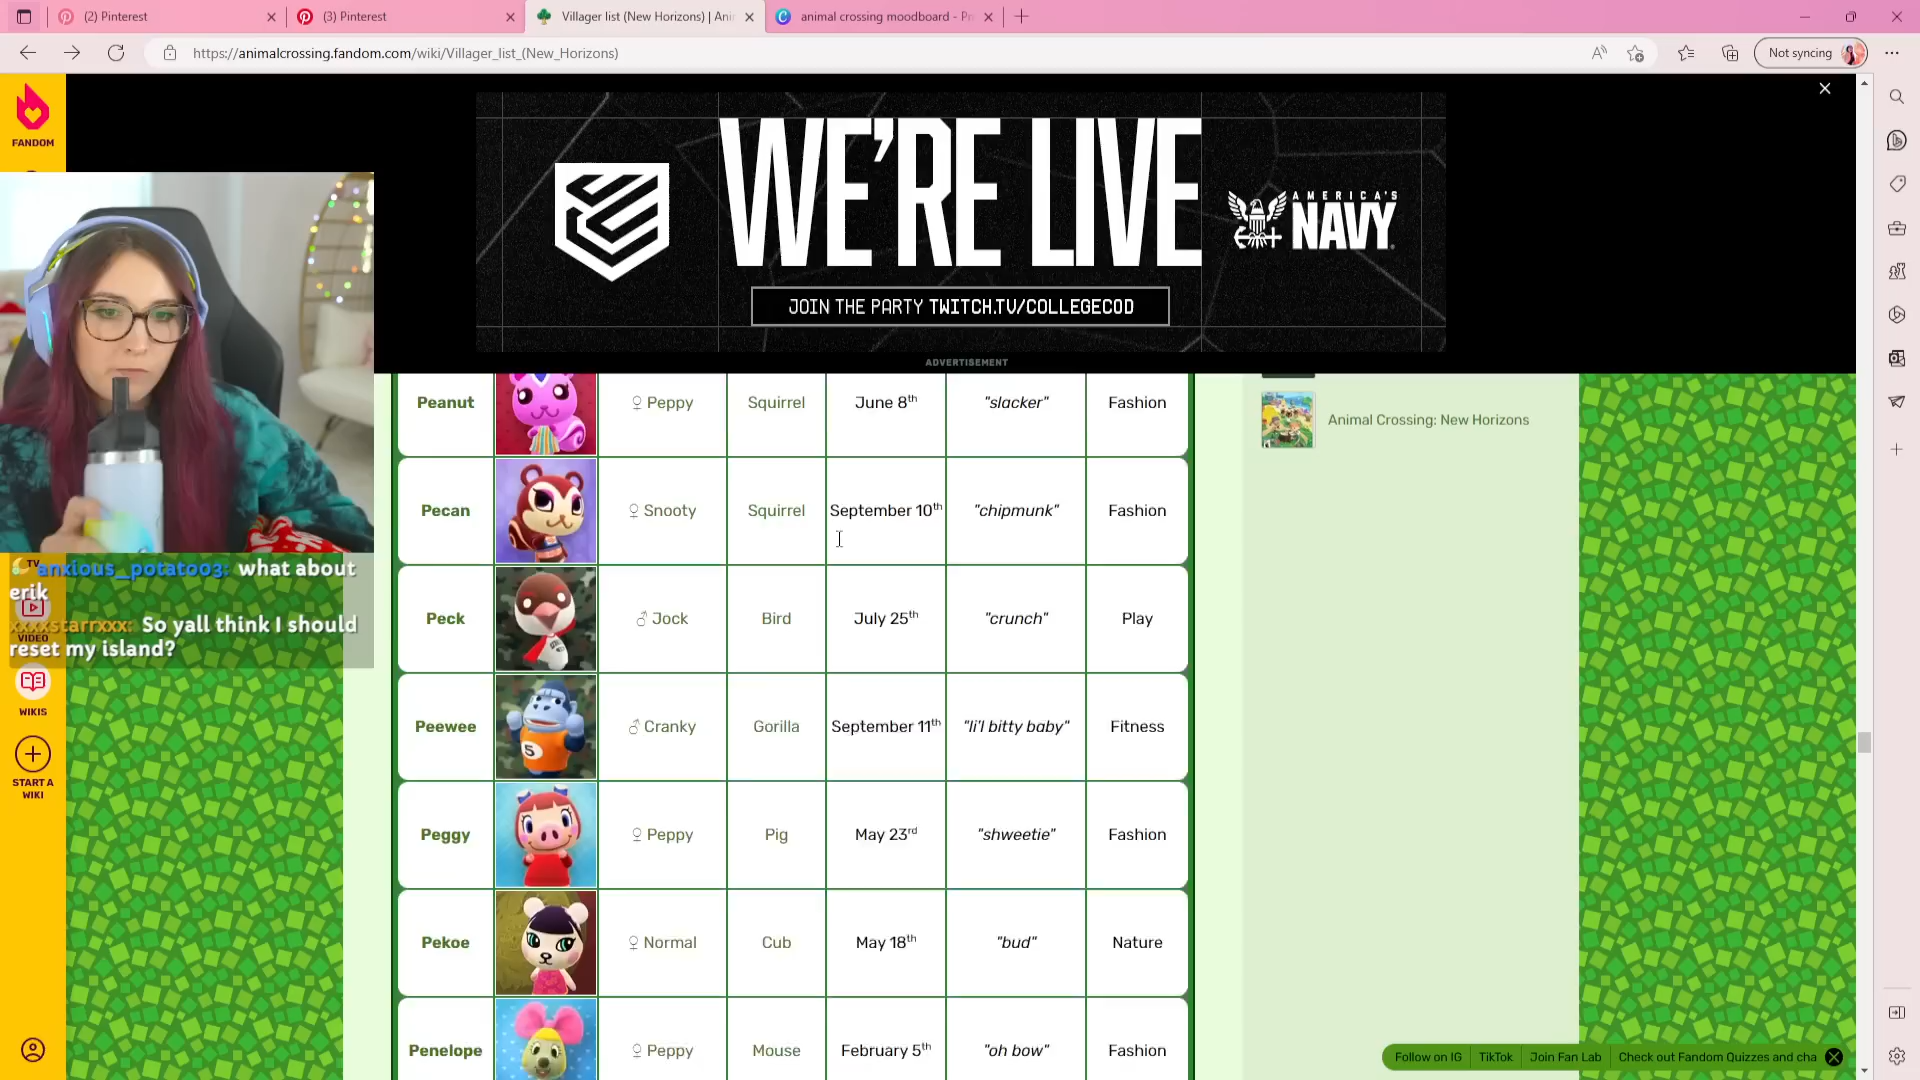 (2) Pinterest
(3) Pinterest
Villager list (New Horizons) | Ani
animal crossing moodboard - Pr
https://animalcrossing.fandom.com/wiki/Villager_list_(New_Horizons)
Not syncing
FANDOM
WE'RE LIVE
AMERICA'S
NAVY
JOIN THE PARTY TWITCH.TV/COLLEGECOD
ADVERTISEMENT
Peanut ♀ Peppy Squirrel June 8th "slacker" Fashion
Animal Crossing: New Horizons
Pecan ♀ Snooty Squirrel September 10th "chipmunk" Fashion
Peck ♂ Jock Bird July 25th "crunch" Play
Peewee ♂ Cranky Gorilla September 11th "li'l bitty baby" Fitness
5
Peggy ♀ Peppy Pig May 23rd "shweetie" Fashion
Pekoe ♀ Normal Cub May 18th "bud" Nature
Penelope ♀ Peppy Mouse February 5th "oh bow" Fashion
TV
anxious_potato03: what about
erik
xxxxstarrxxx: So yall think I should
reset my island?
VIDEO
WIKIS
START A
WIKI
Follow on IG
TikTok
Join Fan Lab
Check out Fandom Quizzes and cha